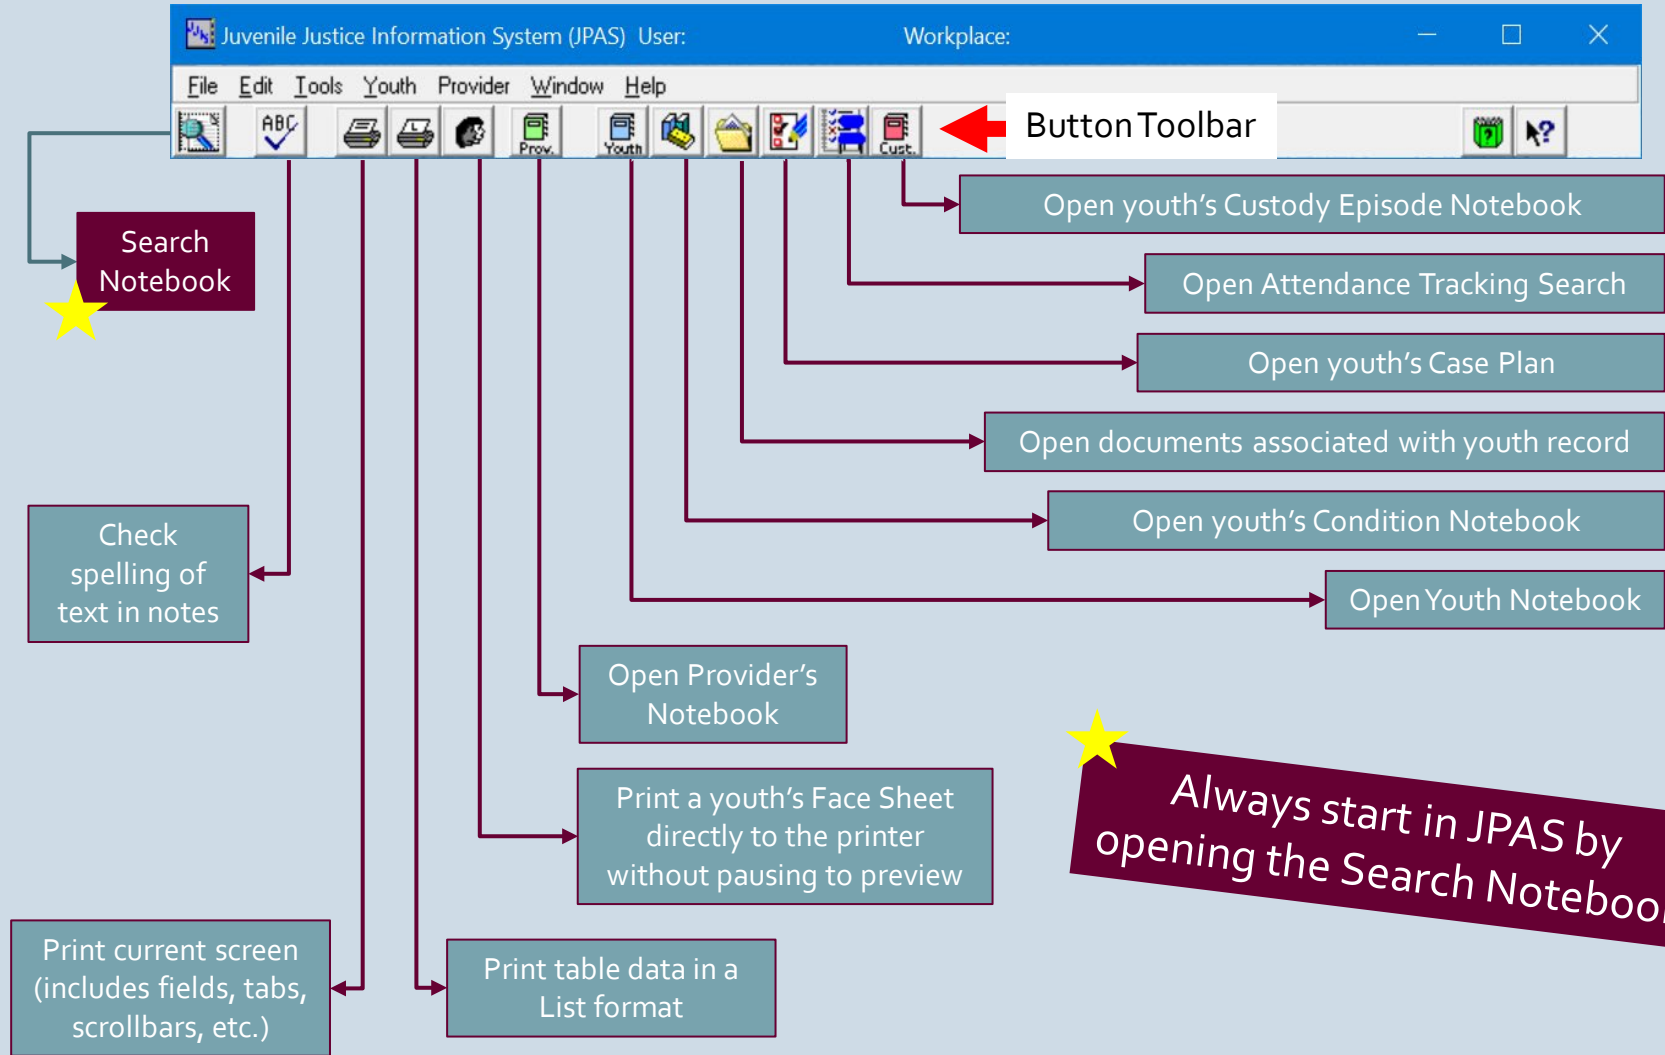 Juvenile Justice Information System (JPAS) User: Workplace:
File Edit Tools Youth Provider Window Help
ABC
L
Prov.
Youth
Cust.
Button Toolbar
?
?
Open youth's Custody Episode Notebook
Search
Notebook
Open Attendance Tracking Search
Open youth's Case Plan
Open documents associated with youth record
Open youth's Condition Notebook
Check
spelling of
text in notes
Open Youth Notebook
Open Provider's
Notebook
Print a youth's Face Sheet
directly to the printer
without pausing to preview
Always start in JPAS by
opening the Search Notebook
Print current screen
(includes fields, tabs,
scrollbars, etc.)
Print table data in a
List format